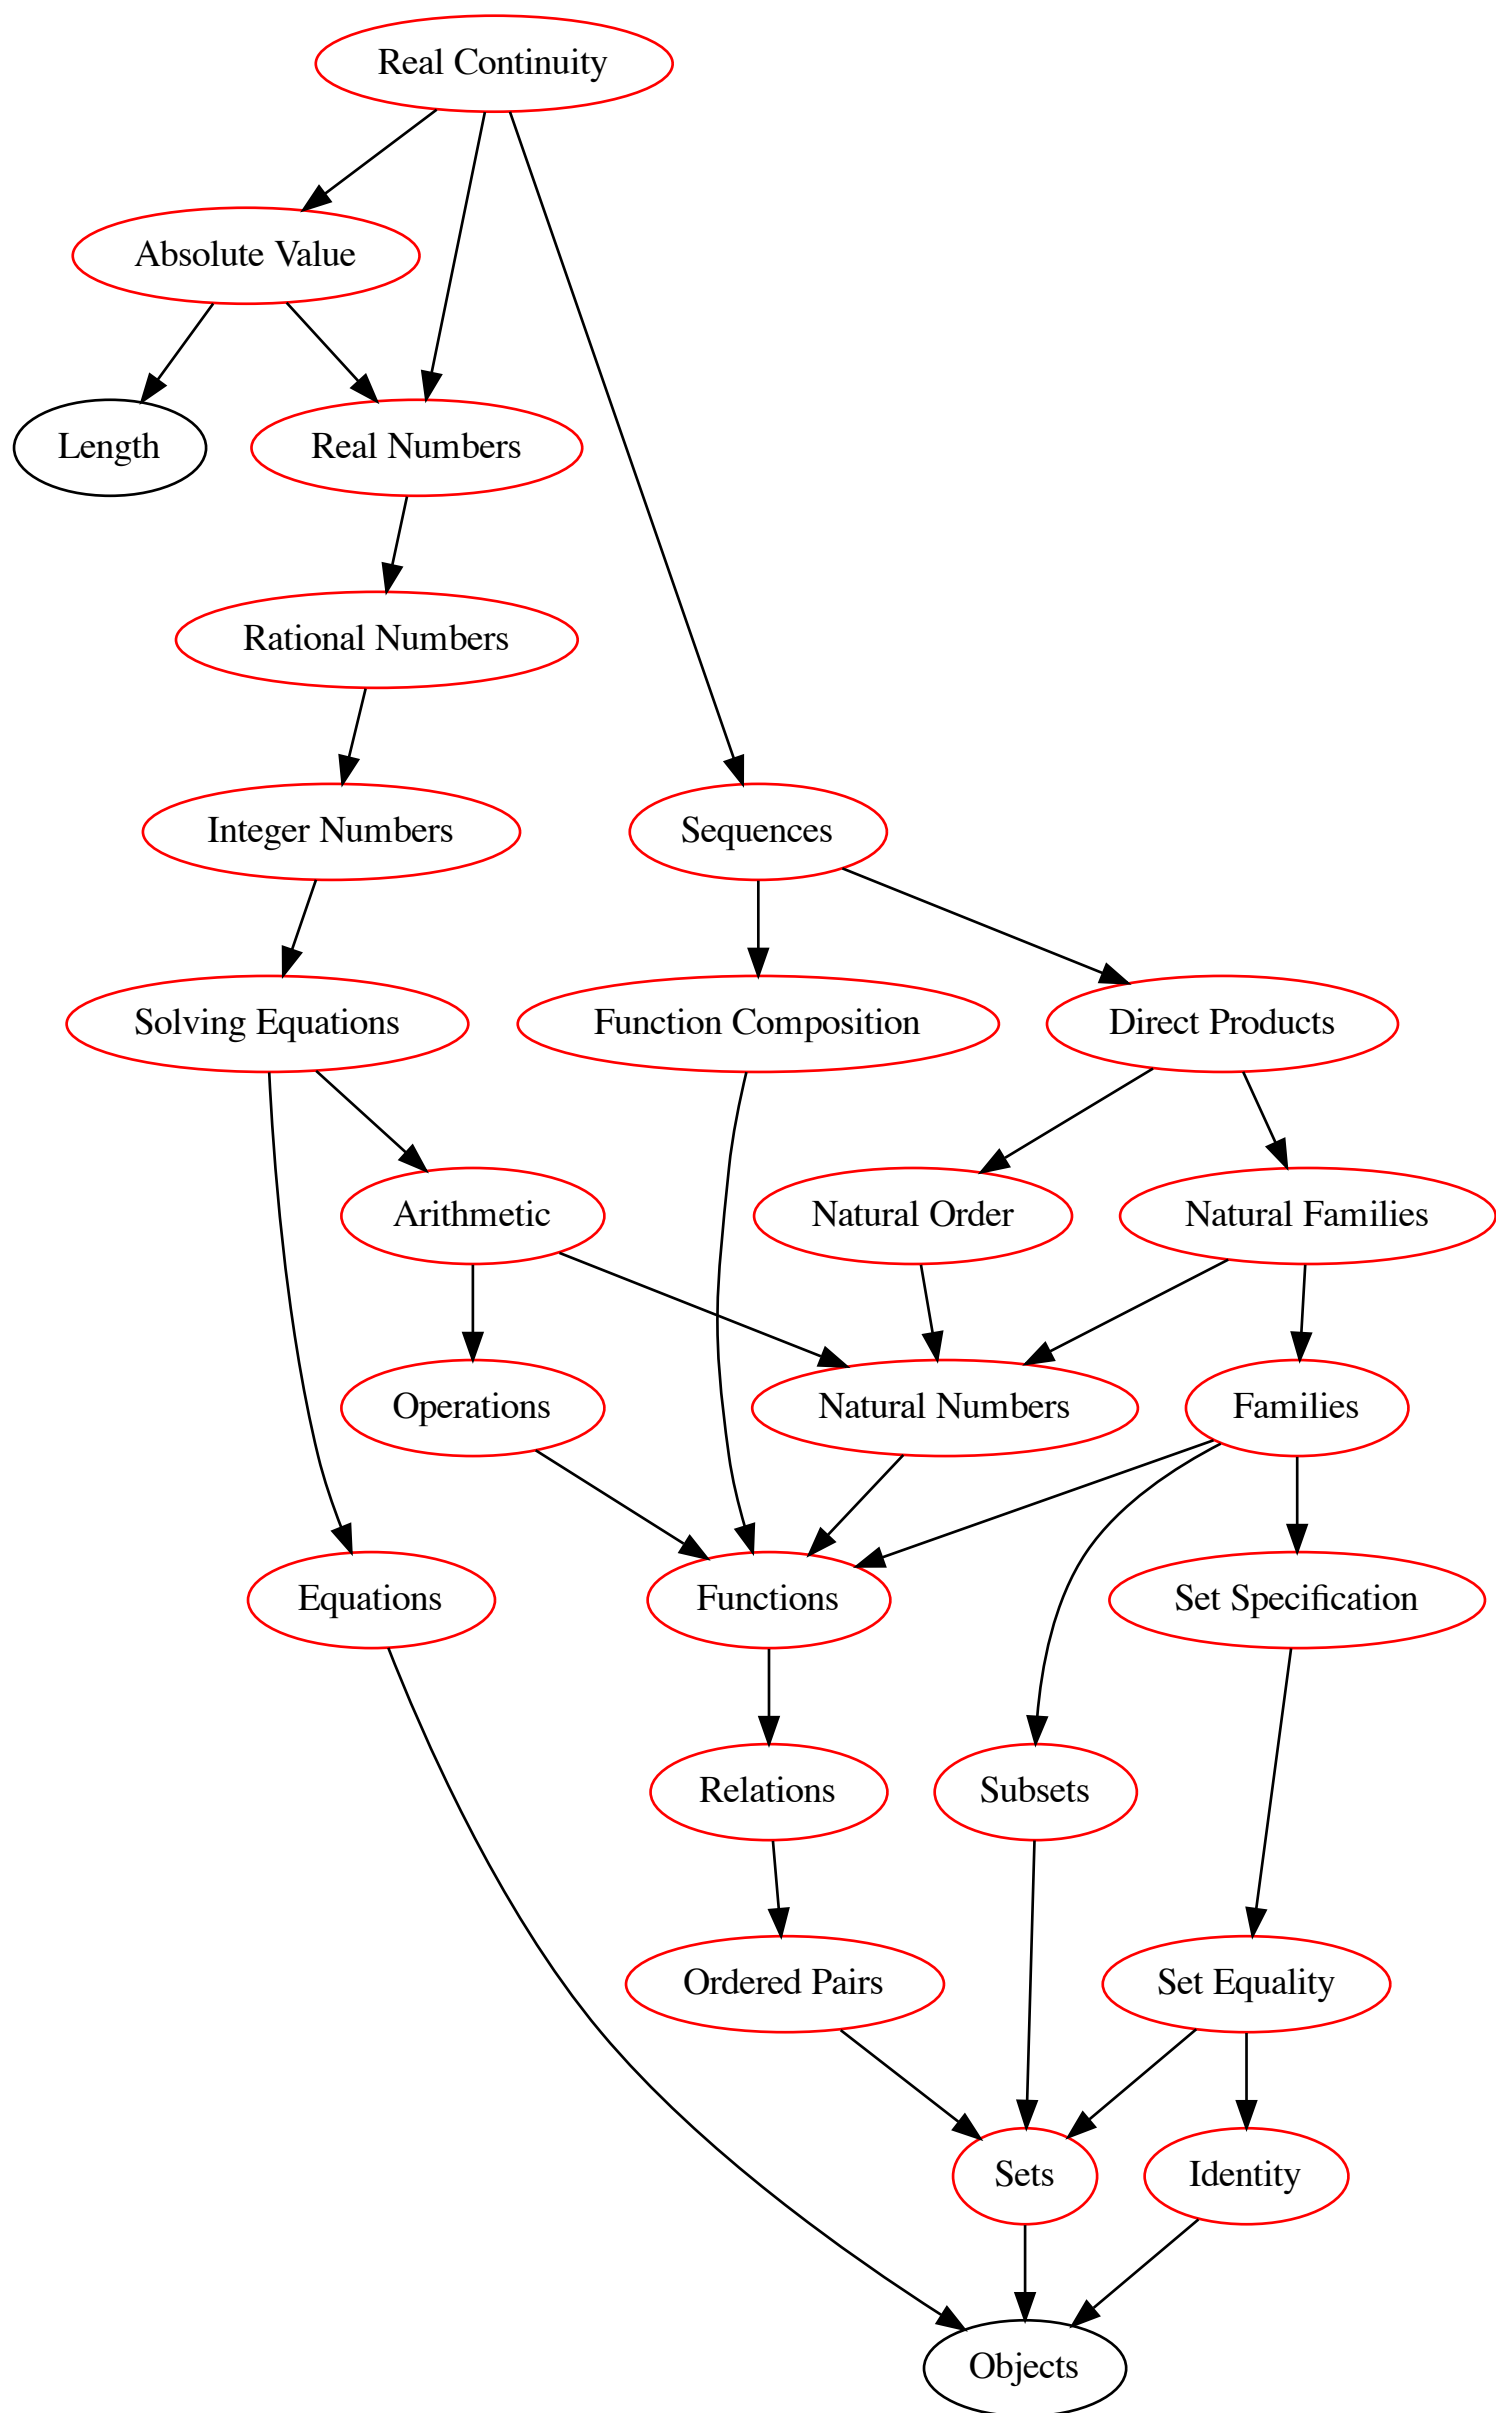 Real Continuity
Absolute Value
Length
Real Numbers
Rational Numbers
Integer Numbers
Sequences
Solving Equations
Function Composition
Direct Products
Arithmetic
Natural Order
Natural Families
Operations
Natural Numbers
Families
Equations
Functions
Set Specification
Relations
Subsets
Ordered Pairs
Set Equality
Sets
Identity
Objects